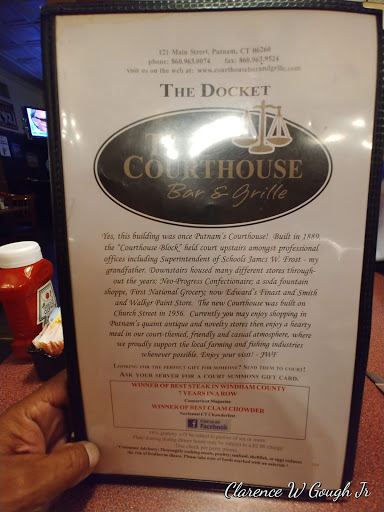 121 Main Street, Putnam, CT 06260
phone: 860.963.0074 fax: 860.963.9524
visit us on the web at: www.courthousebarandgrille.com
THE DOCKET
COURTHOUSE
Bar & Grille
Yes, this building was once Putnam's Courthouse! Built in 1889
the "Courthouse Block" held court upstairs amongst professional
offices including Superintendent of Schools James W. Frost - my
grandfather. Downstairs housed many different stores through-
out the years: Neo-Progress Confectionaries; a soda fountain
shoppe, First National Grocery; now Edward's Finast and Smith
and Walker Paint Store. The new Courthouse was built on
Church Street in 1956. Currently you may enjoy shopping in
Putnam's quaint antique and novelty stores then enjoy a hearty
meal in our court-themed, friendly and casual atmosphere, where
we proudly support the local farming and fishing industries
whenever possible. Enjoy your visit! - JWF
LOOKING FOR THE PERFECT GIFT FOR SOMEONE? SEND THEM TO COURT!
ASK YOUR SERVER FOR A COURT SUMMONS GIFT CARD.
WINNER OF BEST STEAK IN WINDHAM COUNTY
7 YEARS IN A ROW
Connecticut Magazine
WINNER OF BEST CLAM CHOWDER
Northeast CT Chowderfest
Facebook
Clarence W Gough Jr